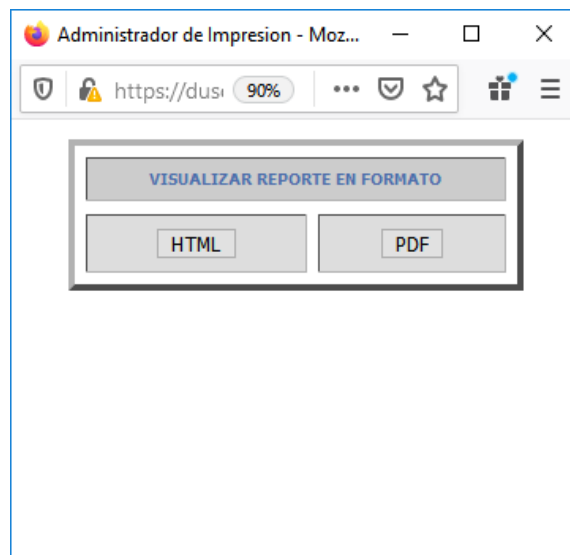 Administrador de Impresion - Moz...
https://dus 90%
VISUALIZAR REPORTE EN FORMATO
HTML PDF